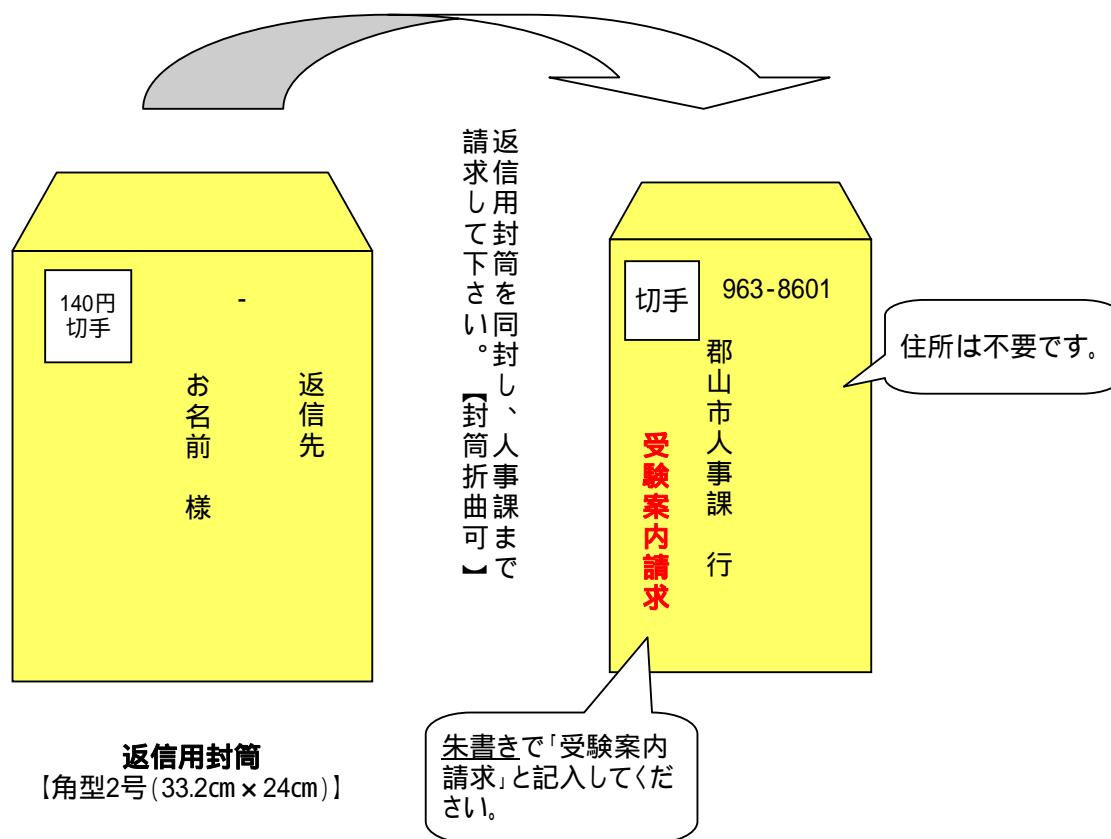 140円
切手
-
返信先
お名前　様
返信用封筒
【角型2号(33.2㎝×24㎝)】
返信用封筒を同封し、人事課まで
請求して下さい。【封筒折曲可】
切手
963-8601
郡山市人事課　行
受験案内請求
住所は不要です。
朱書きで「受験案内
請求」と記入してくだ
さい。